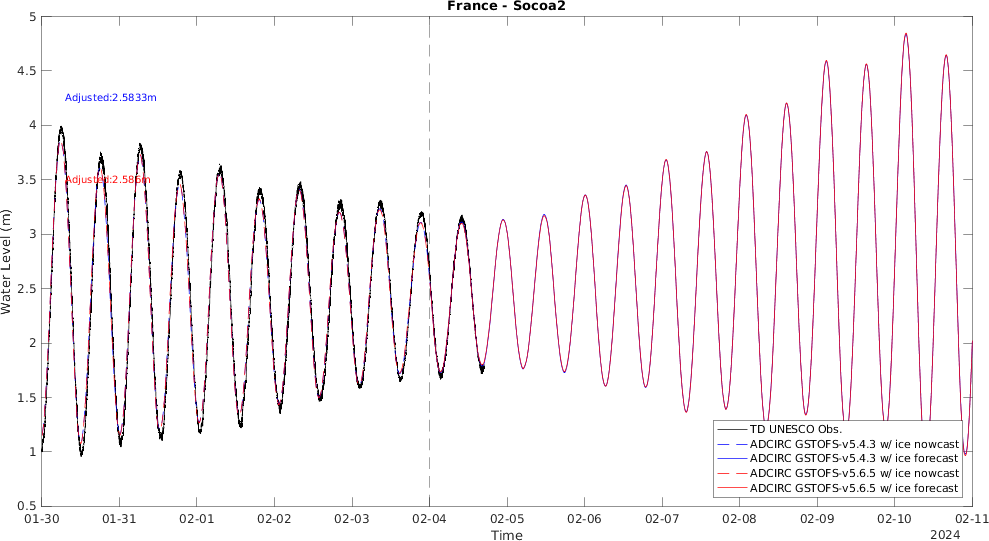 France - Socoa2
Water Level (m)
5
4.5
4
3.5
3
2.5
2
1.5
1
0.5
Adjusted:2.5833m
Adjusted:2.586m
TD UNESCO Obs.
ADCIRC GSTOFS-v5.4.3 w/ ice nowcast
ADCIRC GSTOFS-v5.4.3 w/ ice forecast
ADCIRC GSTOFS-v5.6.5 w/ ice nowcast
ADCIRC GSTOFS-v5.6.5 w/ ice forecast
01-30 01-31 02-01 02-02 02-03 02-04 02-05 02-06 02-07 02-08 02-09 02-10 02-11
Time
2024